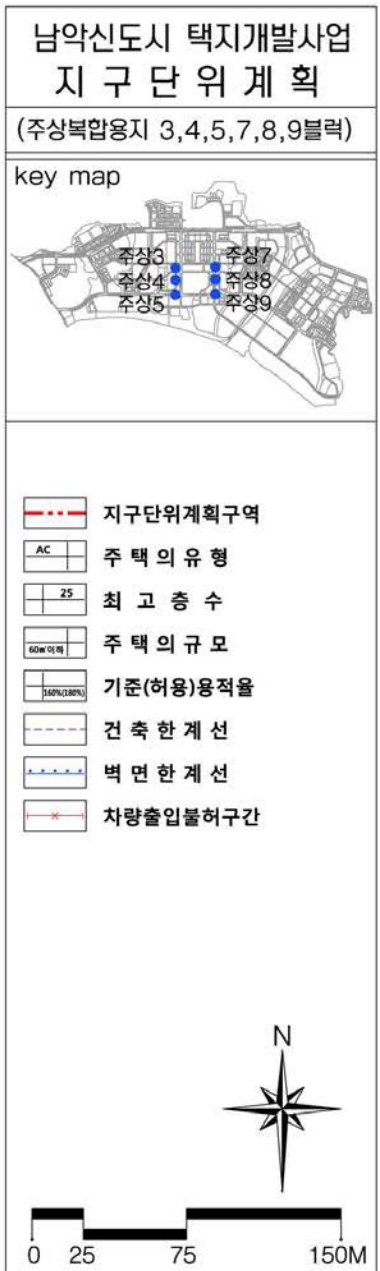 남악신도시 택지개발사업
지 구 단 위 계 획
(주상복합용지 3,4,5,7,8,9블럭)
key map
주상3 주상7
주상4 주상8
주상5 주상9
지구단위계획구역
AC 주 택 의 유 형
25 최 고 층 수
60㎡이하 주 택 의 규 모
160%(180%) 기준(허용)용적율
건 축 한 계 선
벽 면 한 계 선
차량출입불허구간
N
0 25 75 150M